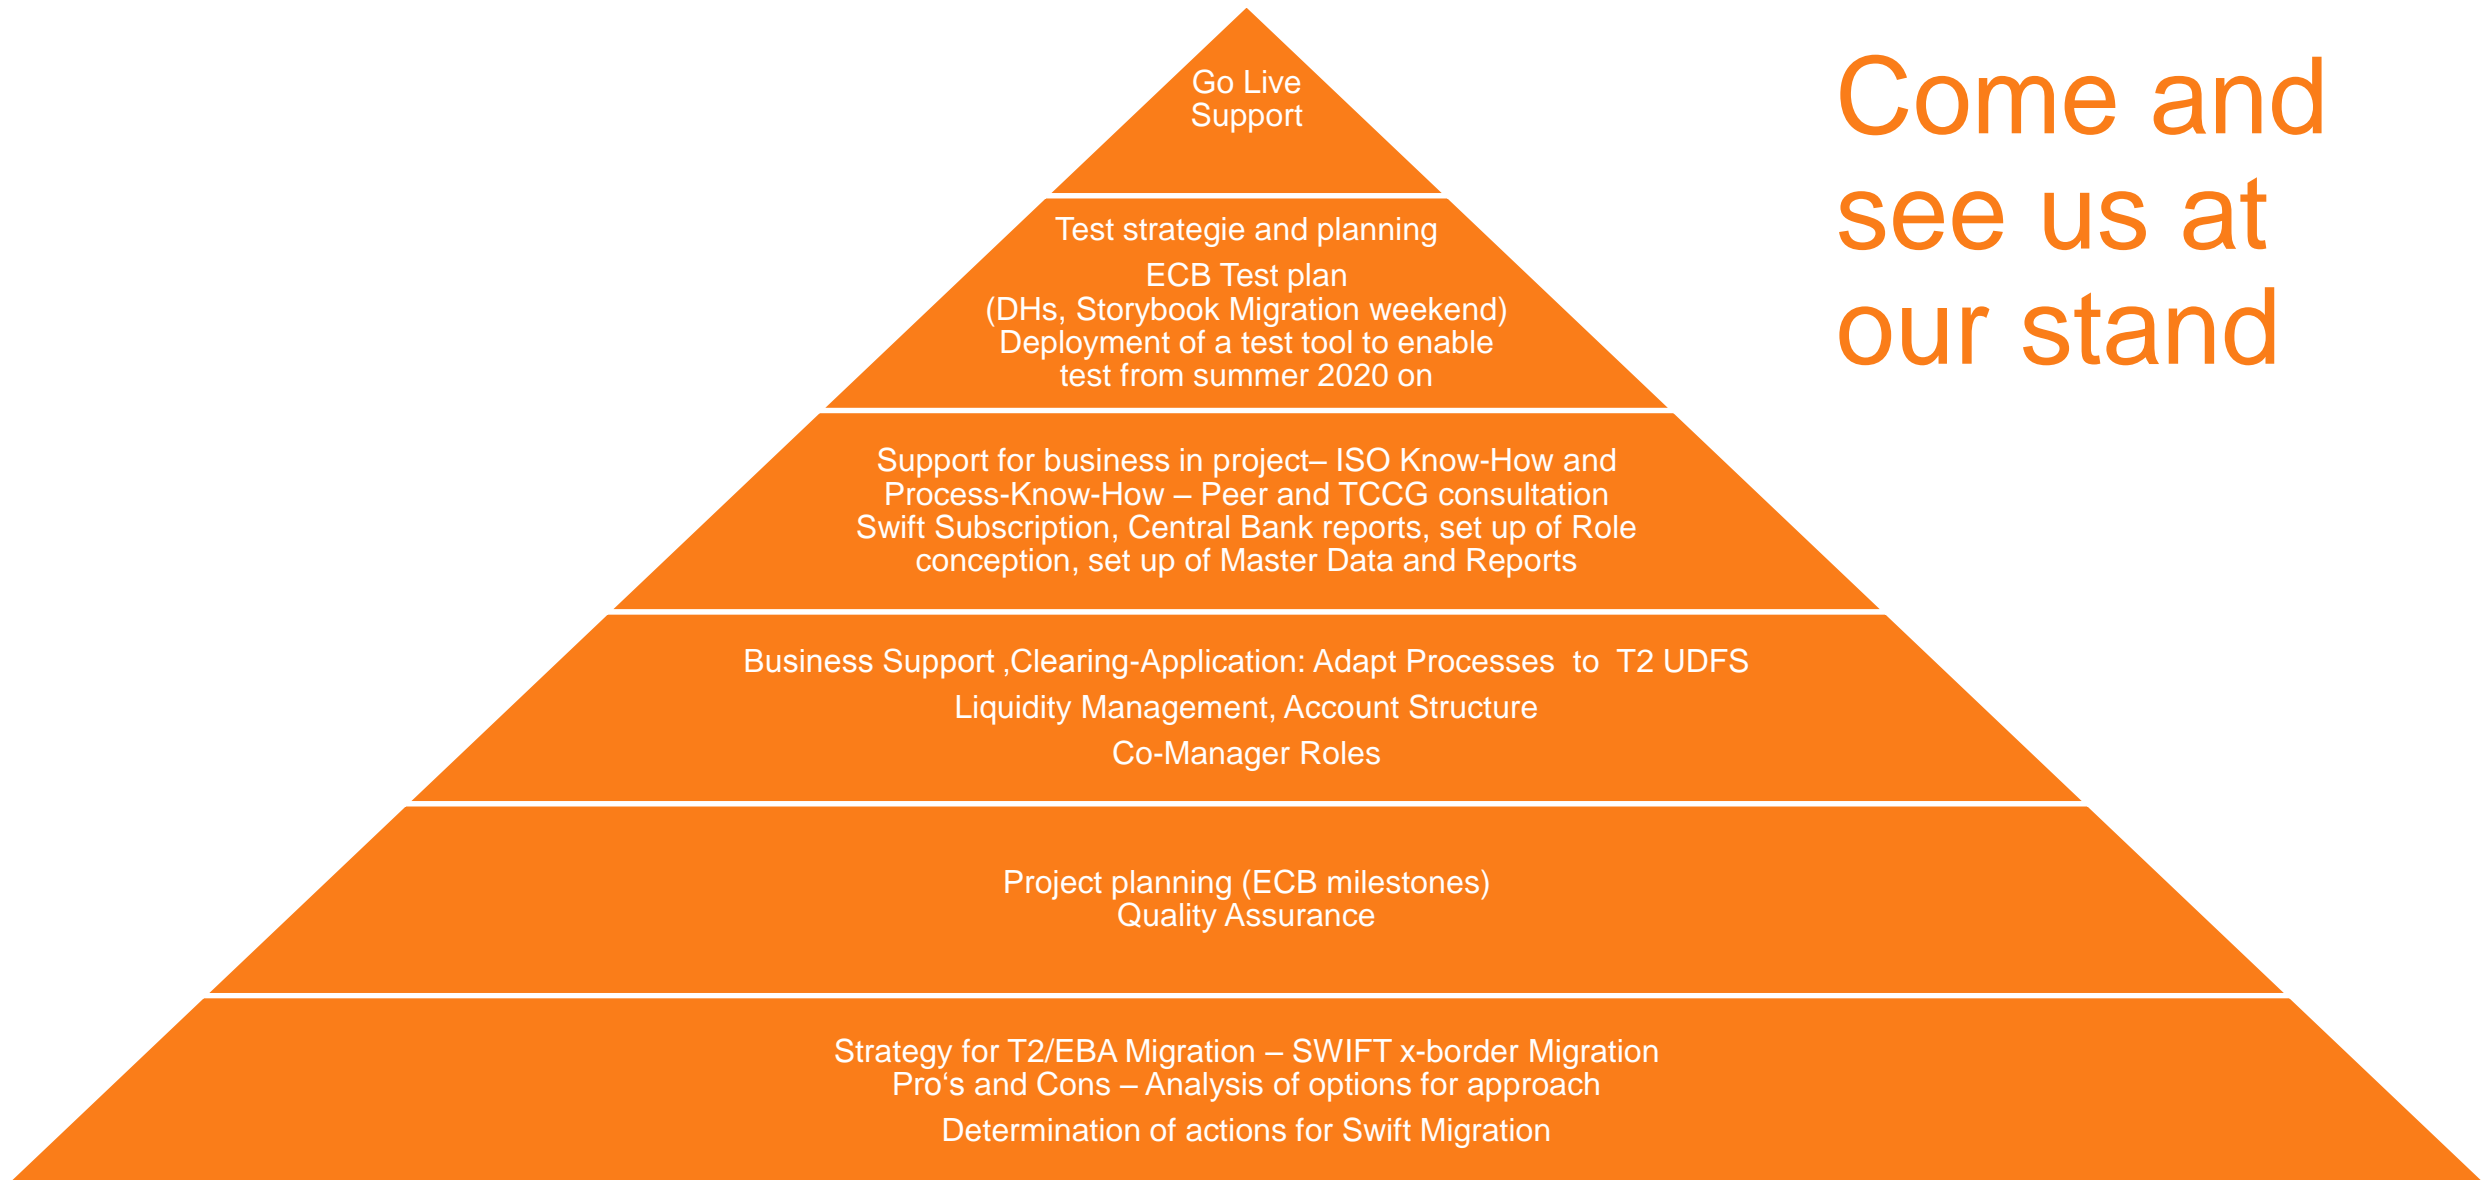 Go Live
Support
Come and
see us at
our stand
Test strategie and planning
ECB Test plan
(DHs, Storybook Migration weekend)
Deployment of a test tool to enable
test from summer 2020 on
Support for business in project– ISO Know-How and
Process-Know-How – Peer and TCCG consultation
Swift Subscription, Central Bank reports, set up of Role
conception, set up of Master Data and Reports
Business Support ,Clearing-Application: Adapt Processes  to  T2 UDFS
Liquidity Management, Account Structure
Co-Manager Roles
Project planning (ECB milestones)
Quality Assurance
Strategy for T2/EBA Migration – SWIFT x-border Migration
Pro‘s and Cons – Analysis of options for approach
Determination of actions for Swift Migration